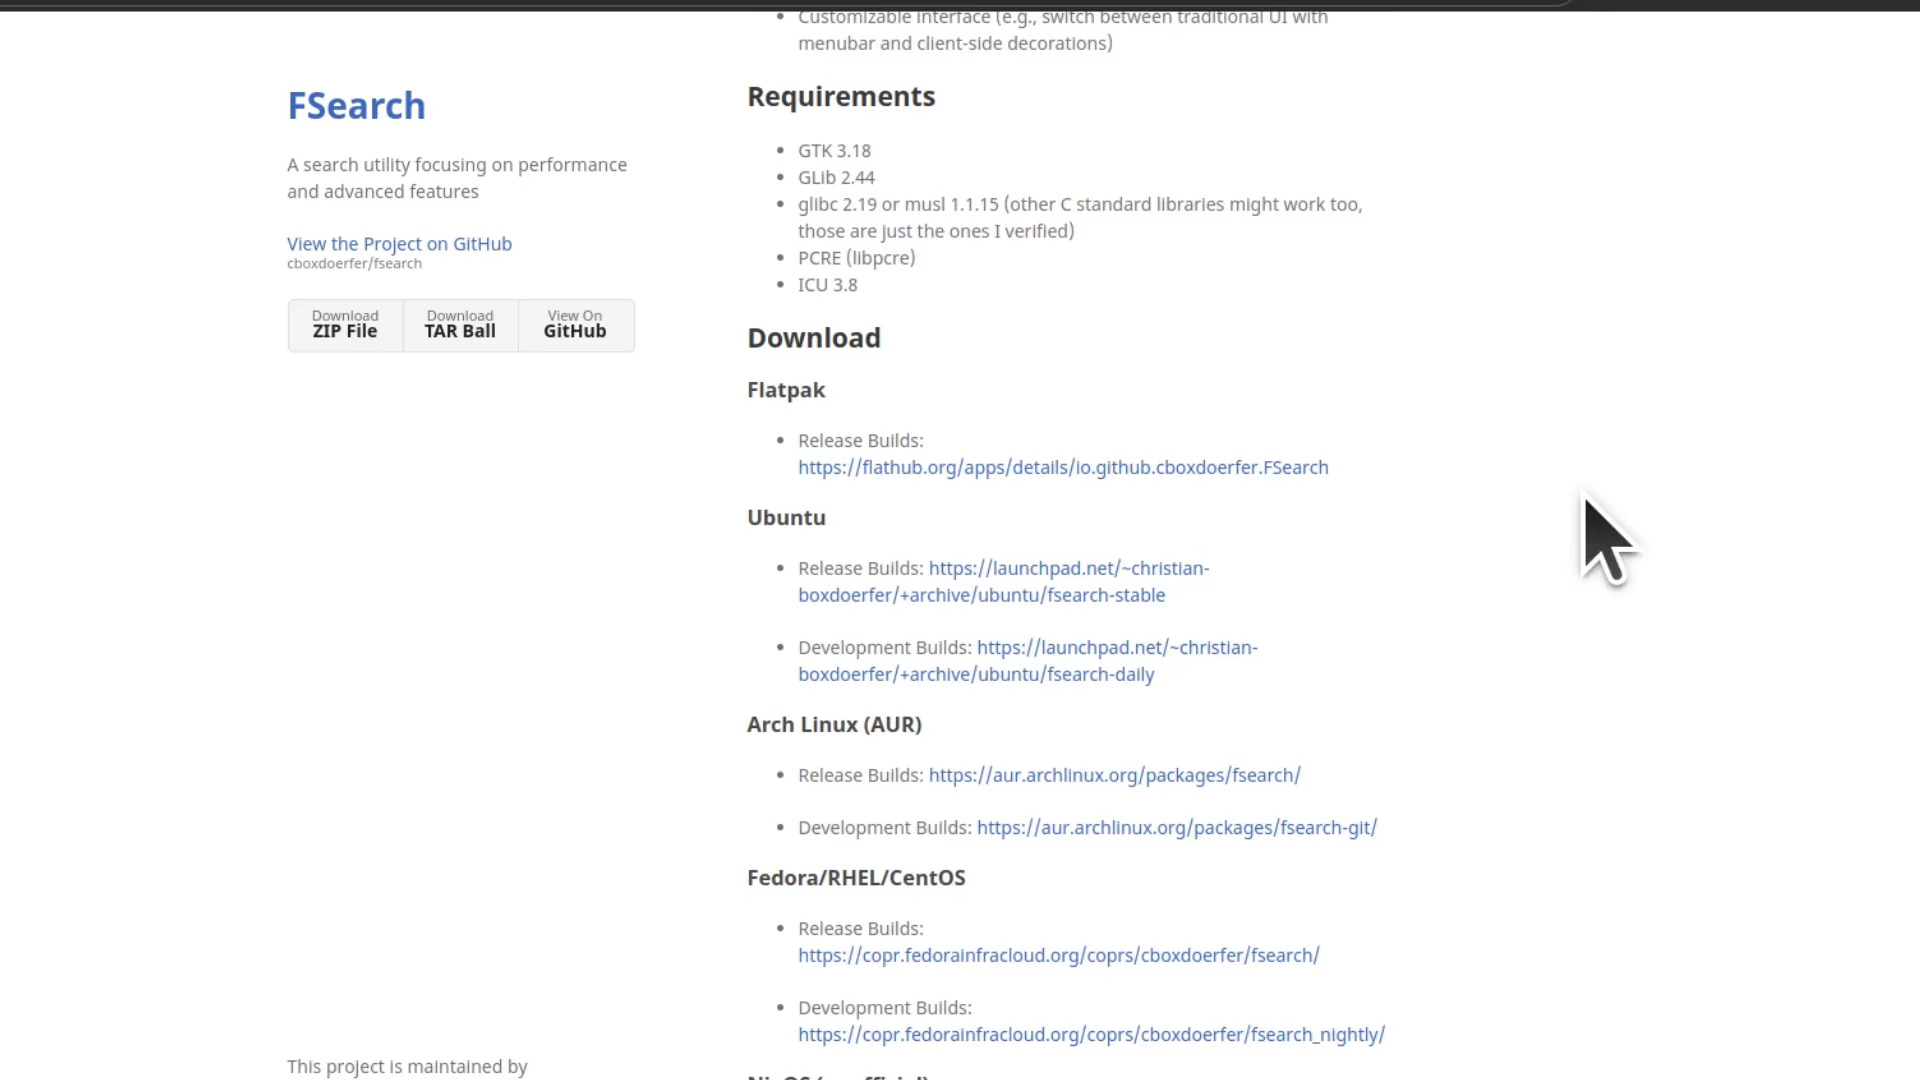 Customizable interface (e.g., switch between traditional UI with
menubar and client-side decorations)
FSearch
A search utility focusing on performance
and advanced features
View the Project on GitHub
cboxdoerfer/fsearch
Download
ZIP File
Download
TAR Ball
View On
GitHub
Requirements
GTK 3.18
GLib 2.44
glibc 2.19 or musl 1.1.15 (other C standard libraries might work too,
those are just the ones I verified)
PCRE (libpcre)
ICU 3.8
Download
Flatpak
Release Builds:
https://flathub.org/apps/details/io.github.cboxdoerfer.FSearch
Ubuntu
Release Builds: https://launchpad.net/~christian-
boxdoerfer/+archive/ubuntu/fsearch-stable
Development Builds: https://launchpad.net/~christian-
boxdoerfer/+archive/ubuntu/fsearch-daily
Arch Linux (AUR)
Release Builds: https://aur.archlinux.org/packages/fsearch/
Development Builds: https://aur.archlinux.org/packages/fsearch-git/
Fedora/RHEL/CentOS
Release Builds:
https://copr.fedorainfracloud.org/coprs/cboxdoerfer/fsearch/
Development Builds:
https://copr.fedorainfracloud.org/coprs/cboxdoerfer/fsearch_nightly/
This project is maintained by